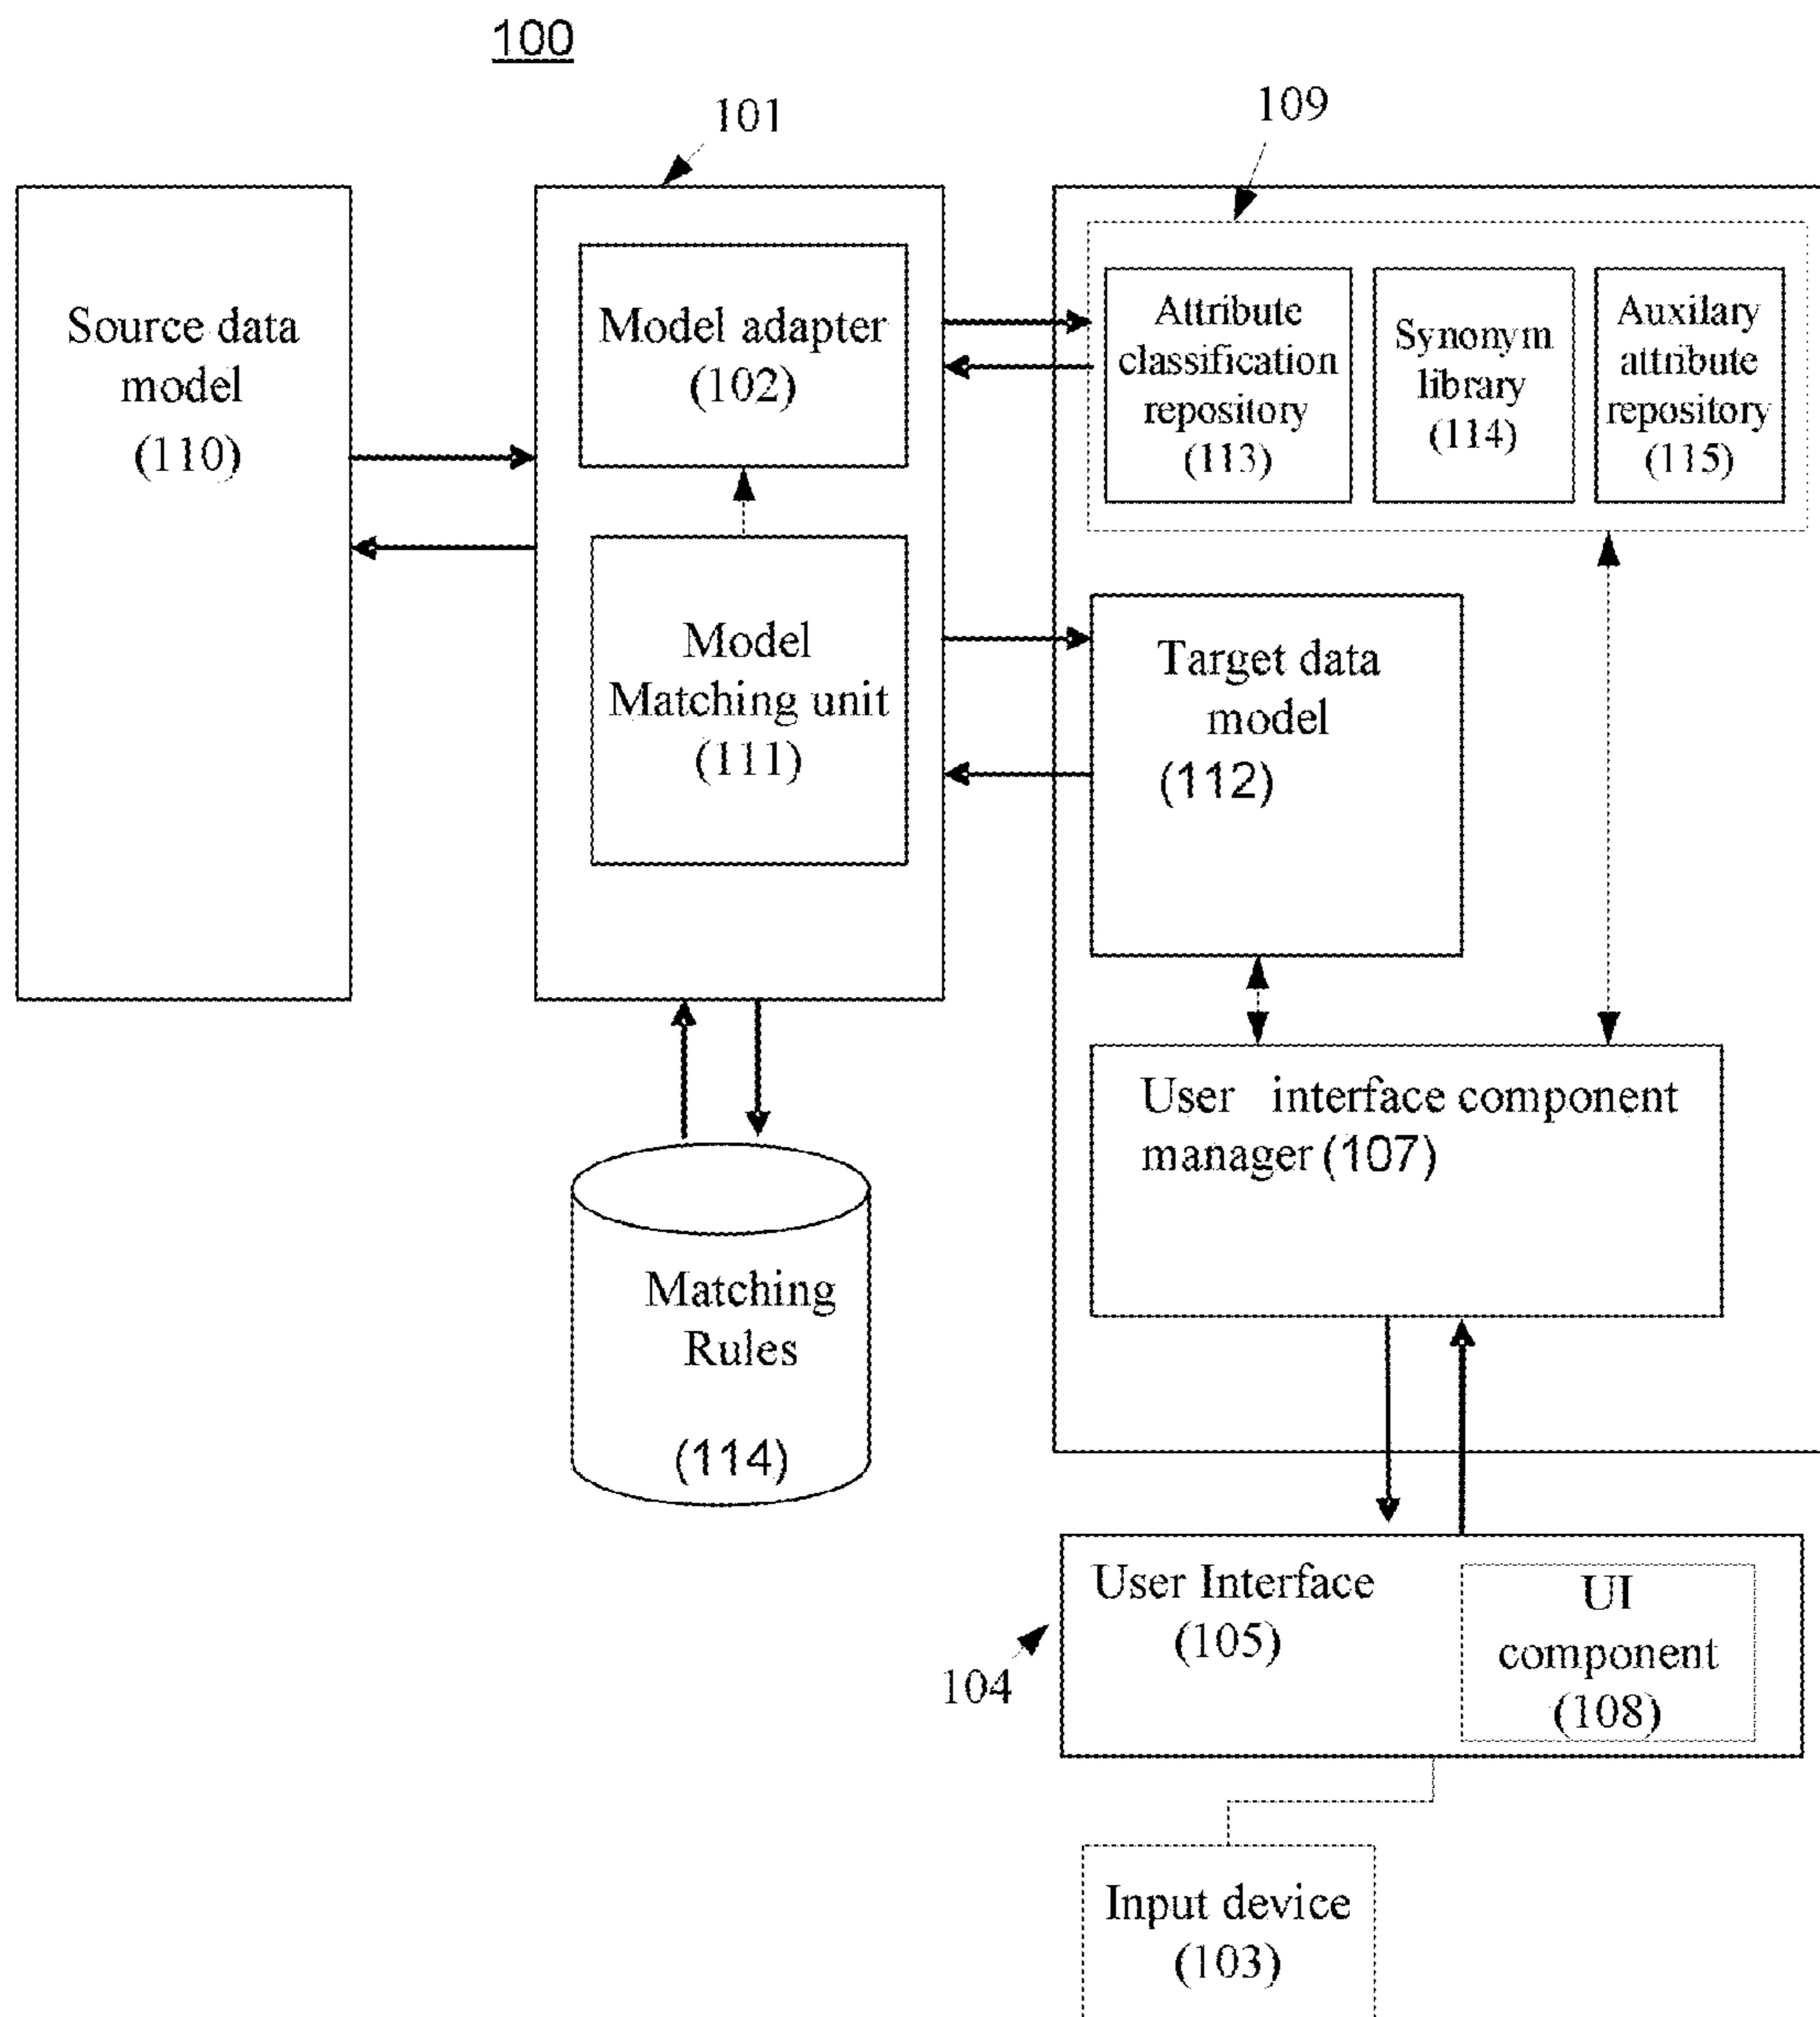 100
101
109
Source data
model
(110)
Model adapter
(102)
Model
Matching unit
(111)
Attribute
classification
repository
(113)
Synonym
library
(114)
Auxilary
attribute
repository
(115)
Target data
model
(112)
User interface component
manager (107)
Matching
Rules
(114)
User Interface
(105)
UI
component
(108)
104
Input device
(103)